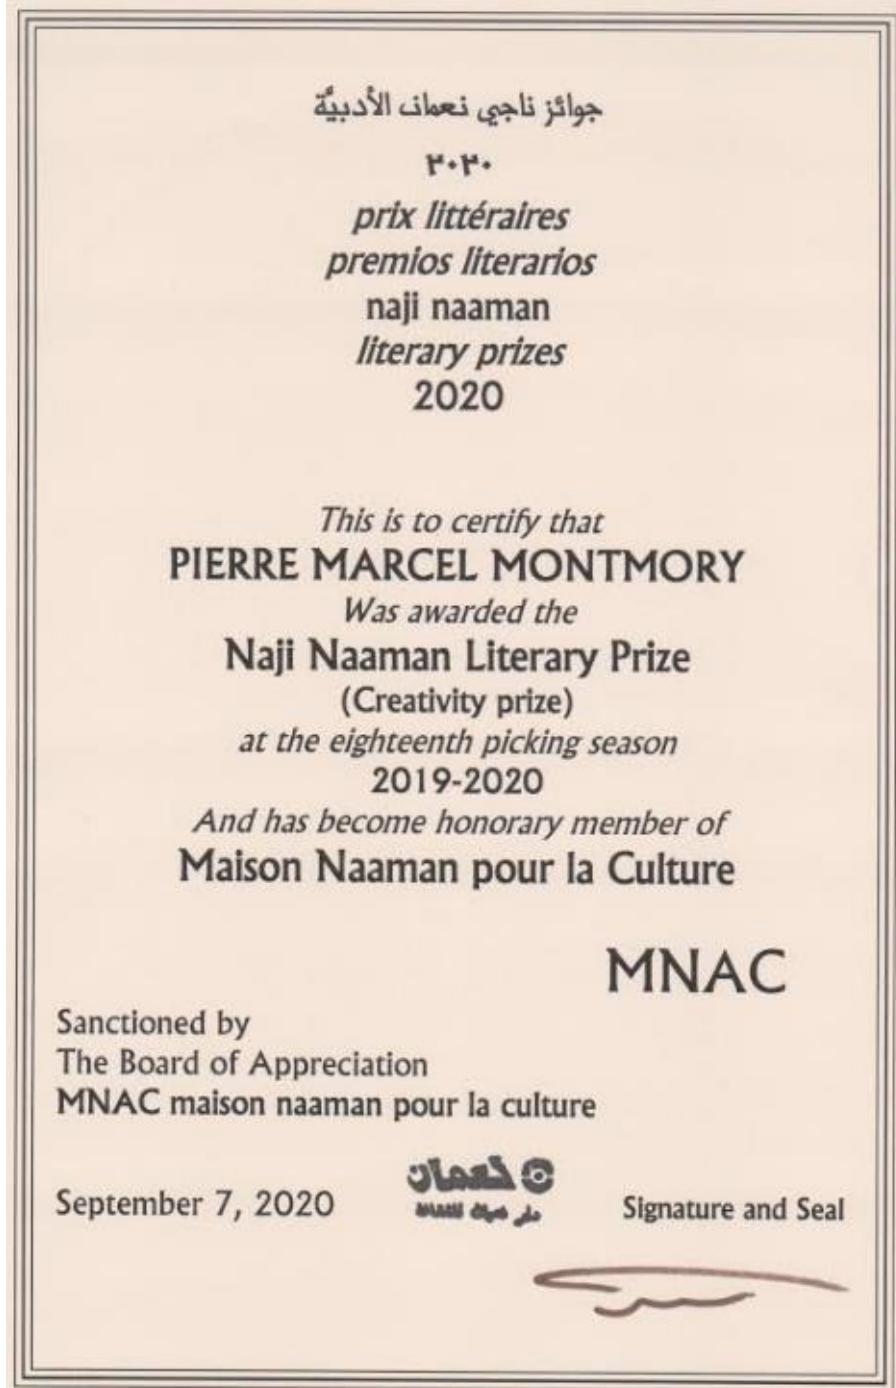 جوائز ناجي نعمان الأدبيَّة
٢٠٢٠
prix littéraires
premios literarios
naji naaman
literary prizes
2020
This is to certify that
PIERRE MARCEL MONTMORY
Was awarded the
Naji Naaman Literary Prize
(Creativity prize)
at the eighteenth picking season
2019-2020
And has become honorary member of
Maison Naaman pour la Culture
MNAC
Sanctioned by
The Board of Appreciation
MNAC maison naaman pour la culture
نعمان
September 7, 2020
Signature and Seal